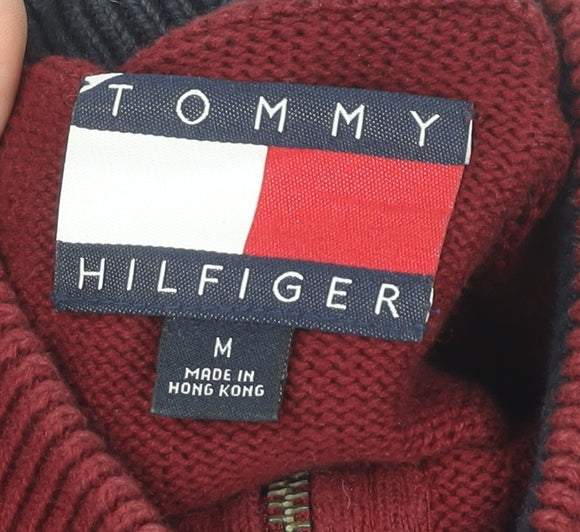 TOMMY
HILFIGER
M
MADE IN
HONG KONG